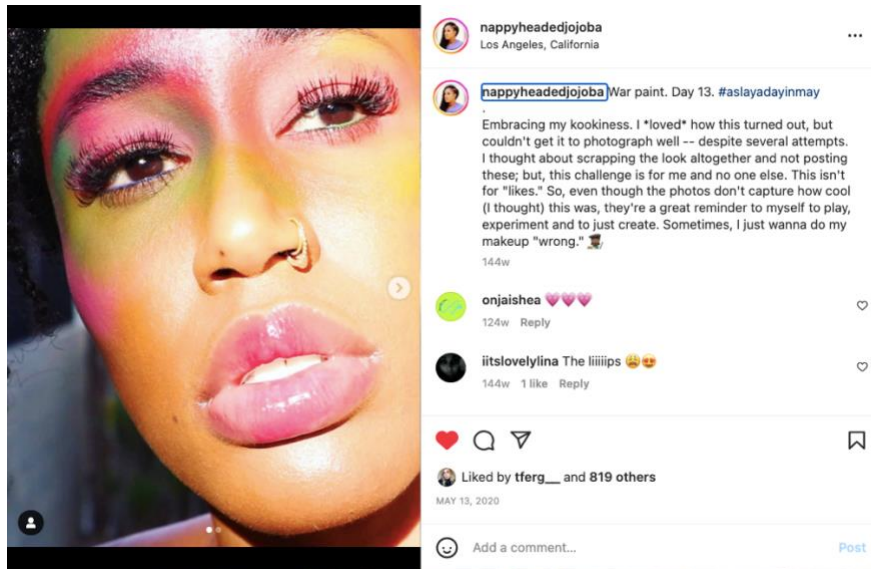 nappyheadedjojoba
Los Angeles, California
nappyheadedjojoba War paint. Day 13. #aslayadayinmay
.
Embracing my kookiness. I *loved* how this turned out, but
couldn't get it to photograph well -- despite several attempts.
I thought about scrapping the look altogether and not posting
these; but, this challenge is for me and no one else. This isn't
for "likes." So, even though the photos don't capture how cool
(I thought) this was, they're a great reminder to myself to play,
experiment and to just create. Sometimes, I just wanna do my
makeup "wrong." 👩🏾‍🎨
144w
onjaishea 💗💗💗
124w Reply
iitslovelylina The liiiiips 😩😍
144w 1 like Reply
Liked by tferg__ and 819 others
MAY 13, 2020
Add a comment... Post